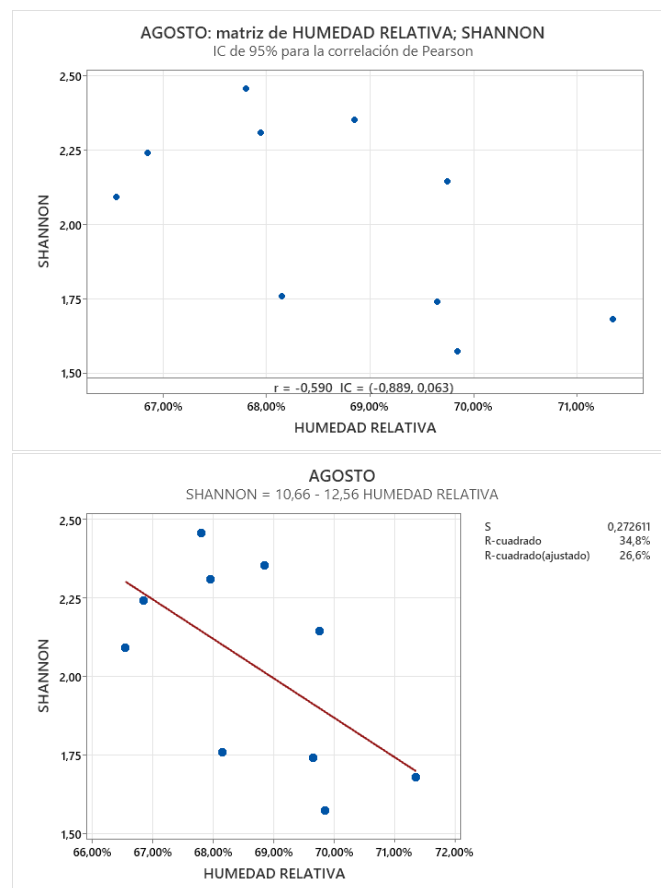 AGOSTO: matriz de HUMEDAD RELATIVA; SHANNON
IC de 95% para la correlación de Pearson
2,50
2,25
2,00
1,75
1,50
SHANNON
r = -0,590 IC = (-0,889, 0,063)
67,00% 68,00% 69,00% 70,00% 71,00%
HUMEDAD RELATIVA
AGOSTO
SHANNON = 10,66 - 12,56 HUMEDAD RELATIVA
S 0,272611
R-cuadrado 34,8%
R-cuadrado(ajustado) 26,6%
2,50
2,25
2,00
1,75
1,50
SHANNON
66,00% 67,00% 68,00% 69,00% 70,00% 71,00% 72,00%
HUMEDAD RELATIVA